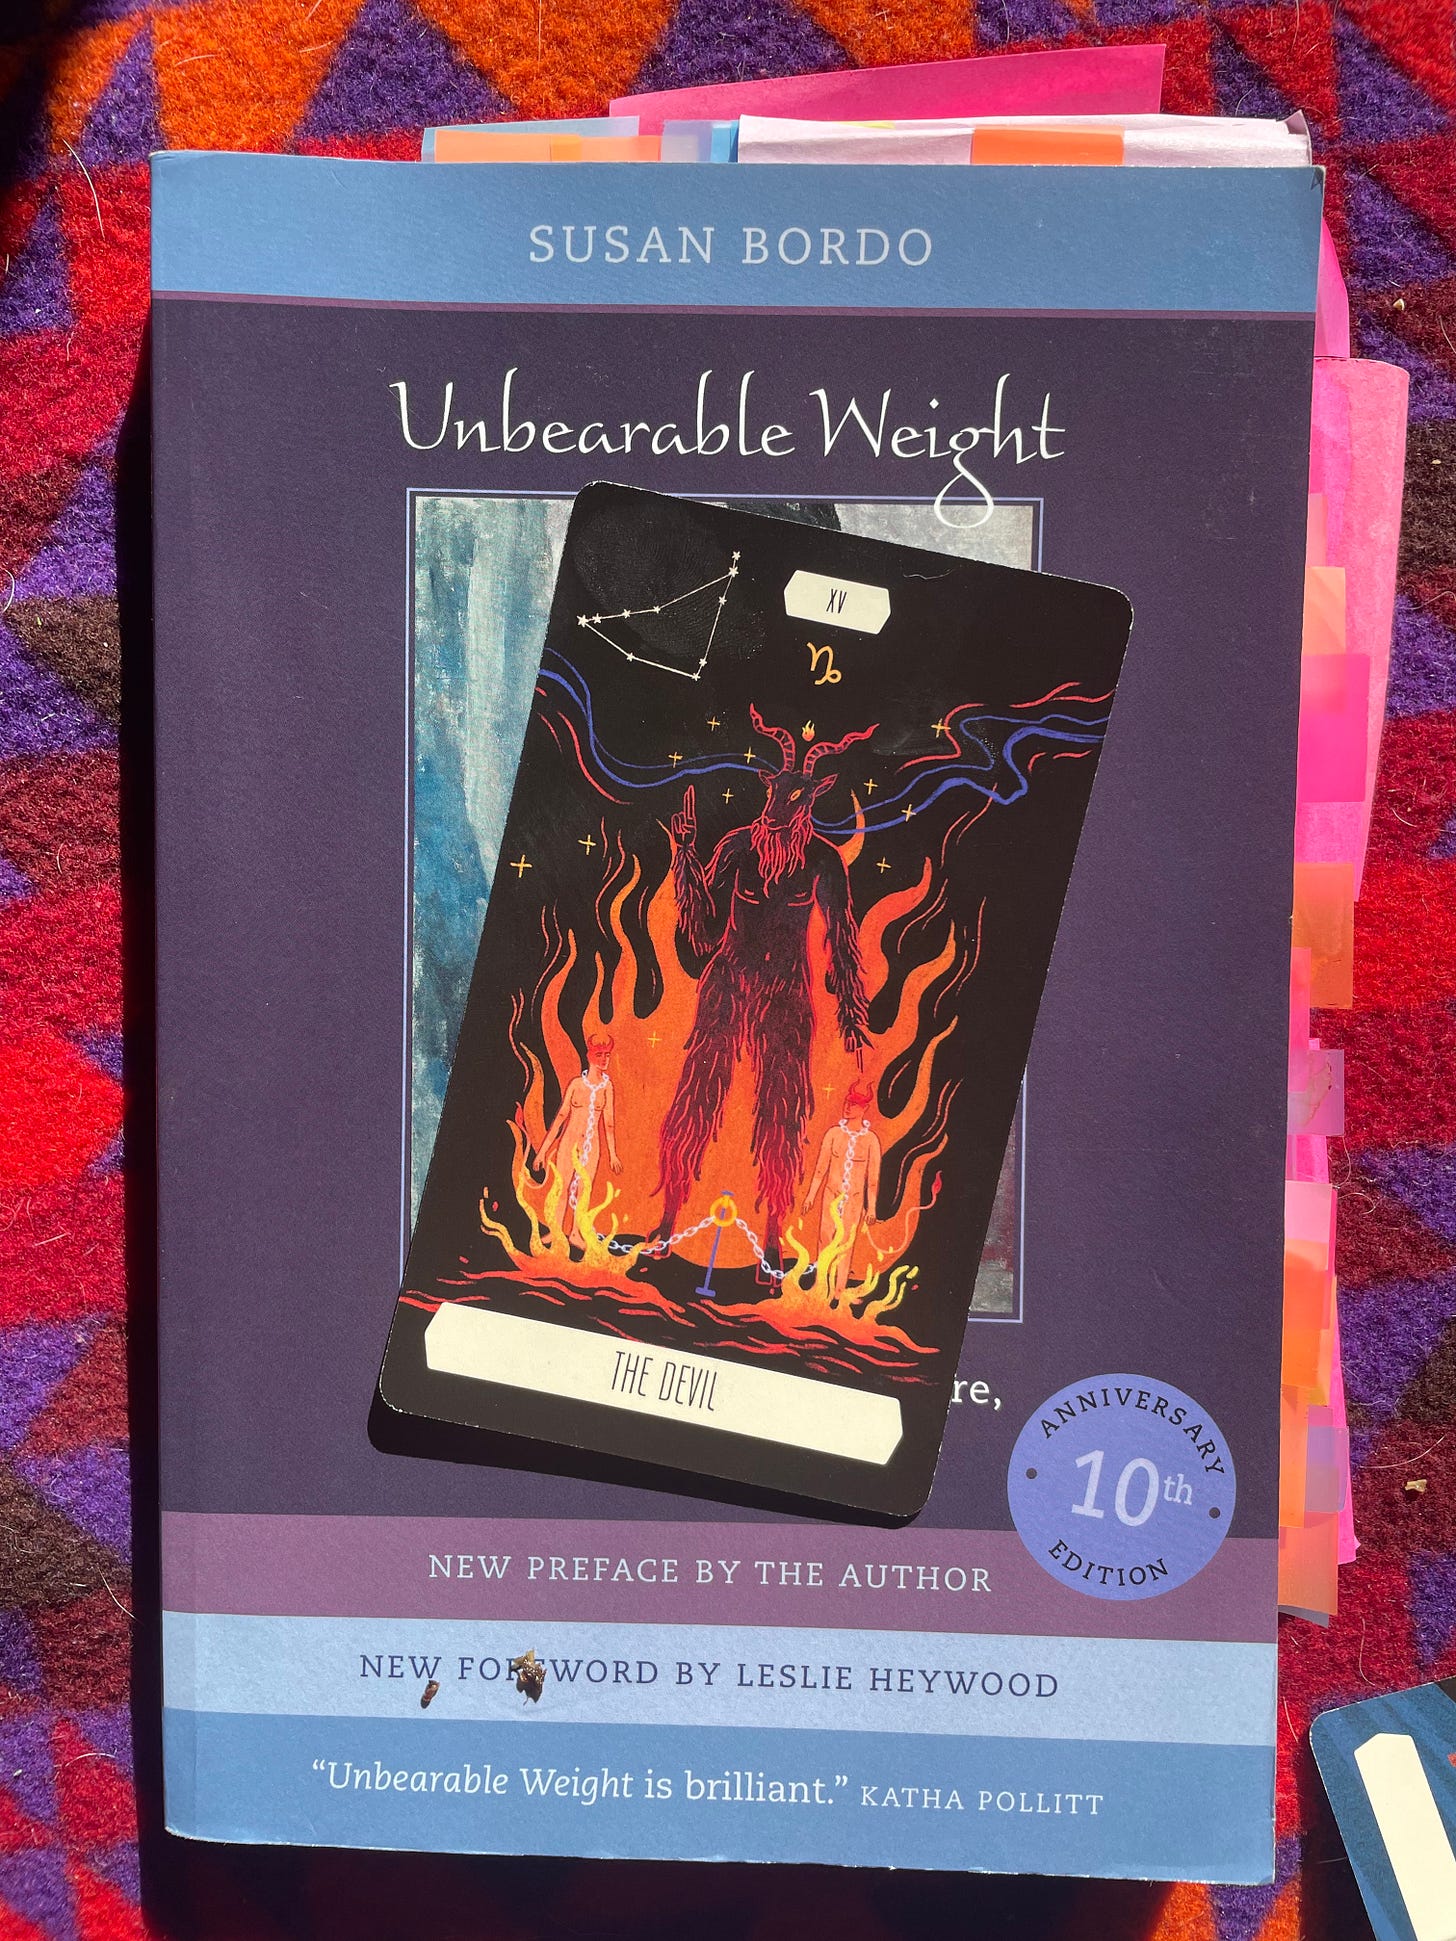 SUSAN BORDO
Unbearable Weight
XV
THE DEVIL
re,
ANNIVERSARY
10th
EDITION
NEW PREFACE BY THE AUTHOR
NEW FOREWORD BY LESLIE HEYWOOD
“Unbearable Weight is brilliant.” KATHA POLLITT